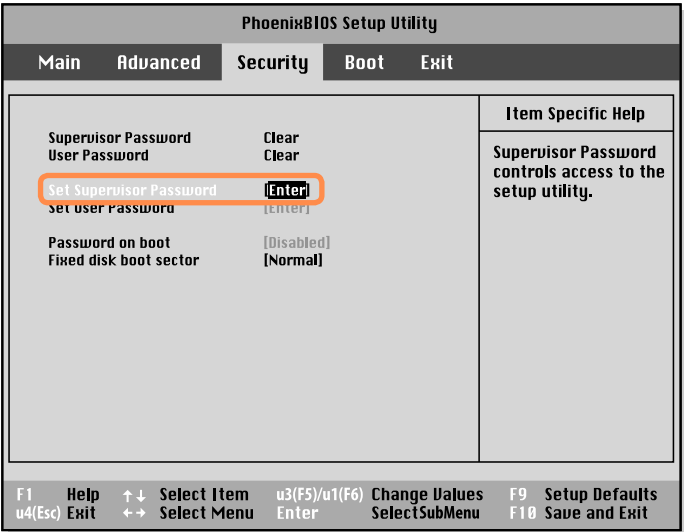 PhoenixBIOS Setup Utility
Main Advanced Security Boot Exit
Item Specific Help
Supervisor Password Clear
User Password Clear
Supervisor Password
controls access to the
setup utility.
Set Supervisor Password [Enter]
Set User Password [Enter]
Password on boot [Disabled]
Fixed disk boot sector [Normal]
F1 Help ↑↓ Select Item u3(F5)/u1(F6) Change Values F9 Setup Defaults
u4(Esc) Exit ←→ Select Menu Enter SelectSubMenu F10 Save and Exit